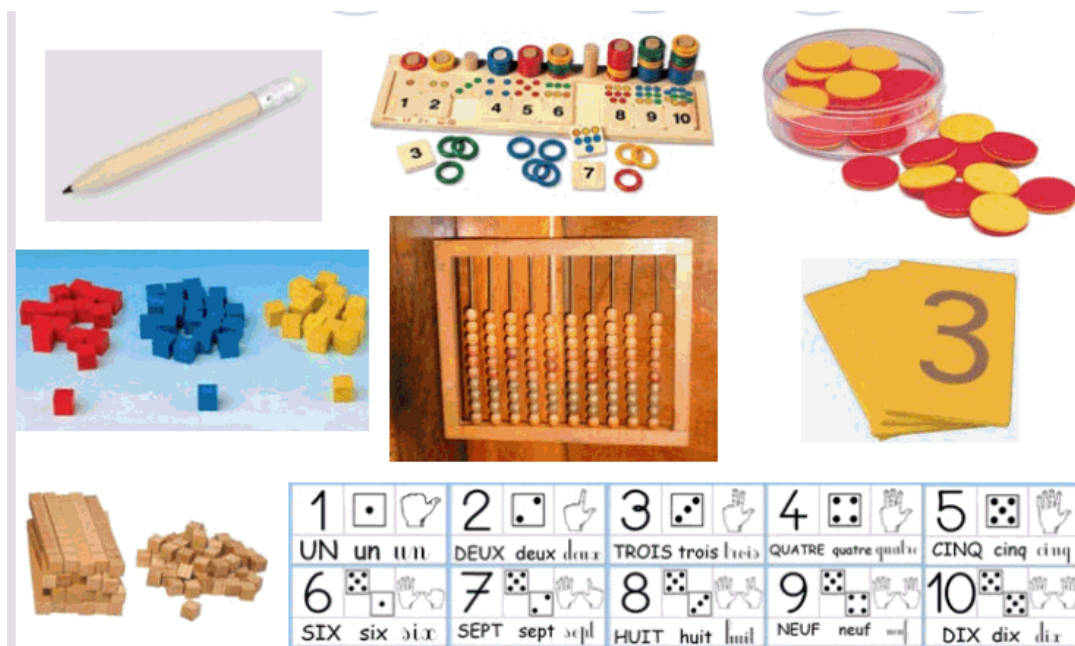 1 2 4 5 6 8 9 10
3 7
3
1 2 3 4 5
UN un un DEUX deux deux TROIS trois trois QUATRE quatre quatre CINQ cinq cinq
6 7 8 9 10
SIX six six SEPT sept sept HUIT huit huit NEUF neuf neuf DIX dix dix